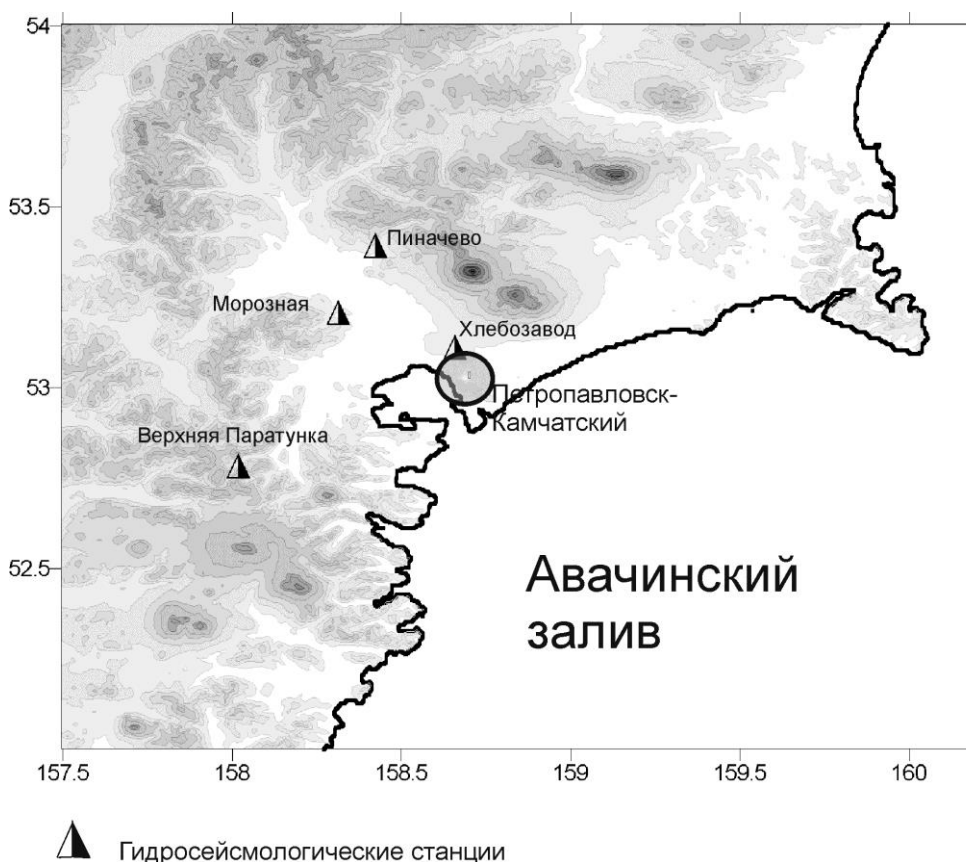 54
53.5
Пиначево
Морозная
Хлебозавод
53
Петропавловск-
Камчатский
Верхняя Паратунка
52.5
Авачинский
залив
157.5 158 158.5 159 159.5 160
Гидросейсмологические станции